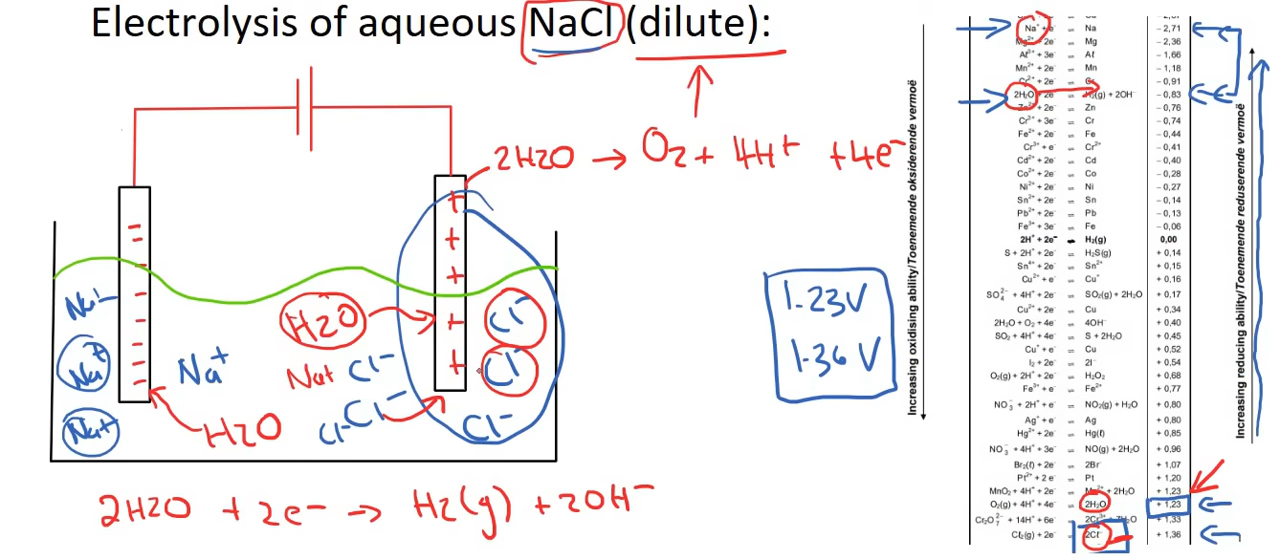 Electrolysis of aqueous NaCl (dilute):
2H2O → O2 + 4H+ + 4e-
H2O
Cl-
Cl-
Na+
Na+
Na+
Na+ Cl-
Cl- Cl-
Cl-
H2O
2H2O + 2e- → H2(g) + 2OH-
1.23V
1.36 V
Increasing oxidising ability/Toenemende oksiderende vermoë
Na⁺ + e = Na − 2,71
Mg²⁺ + 2e⁻ = Mg − 2,36
Aℓ³⁺ + 3e⁻ = Aℓ − 1,66
Mn²⁺ + 2e⁻ = Mn − 1,18
Cr²⁺ + 2e⁻ = Cr − 0,91
2H₂O + 2e⁻ = H₂(g) + 2OH⁻ − 0,83
Zn²⁺ + 2e⁻ = Zn − 0,76
Cr³⁺ + 3e⁻ = Cr − 0,74
Fe²⁺ + 2e⁻ = Fe − 0,44
Cr³⁺ + e⁻ = Cr²⁺ − 0,41
Cd²⁺ + 2e⁻ = Cd − 0,40
Co²⁺ + 2e⁻ = Co − 0,28
Ni²⁺ + 2e⁻ = Ni − 0,27
Sn²⁺ + 2e⁻ = Sn − 0,14
Pb²⁺ + 2e⁻ = Pb − 0,13
Fe³⁺ + 3e⁻ = Fe − 0,06
2H⁺ + 2e⁻ = H₂(g) 0,00
S + 2H⁺ + 2e⁻ = H₂S(g) + 0,14
Sn⁴⁺ + 2e⁻ = Sn²⁺ + 0,15
Cu²⁺ + e⁻ = Cu⁺ + 0,16
SO₄²⁻ + 4H⁺ + 2e⁻ = SO₂(g) + 2H₂O + 0,17
Cu²⁺ + 2e⁻ = Cu + 0,34
2H₂O + O₂ + 4e⁻ = 4OH⁻ + 0,40
SO₂ + 4H⁺ + 4e⁻ = S + 2H₂O + 0,45
Cu⁺ + e⁻ = Cu + 0,52
I₂ + 2e⁻ = 2I⁻ + 0,54
O₂(g) + 2H⁺ + 2e⁻ = H₂O₂ + 0,68
Fe³⁺ + e⁻ = Fe²⁺ + 0,77
NO₃⁻ + 2H⁺ + e⁻ = NO₂(g) + H₂O + 0,80
Ag⁺ + e⁻ = Ag + 0,80
Hg²⁺ + 2e⁻ = Hg(ℓ) + 0,85
NO₃⁻ + 4H⁺ + 3e⁻ = NO(g) + 2H₂O + 0,96
Br₂(ℓ) + 2e⁻ = 2Br⁻ + 1,07
Pt²⁺ + 2 e⁻ = Pt + 1,20
MnO₂ + 4H⁺ + 2e⁻ = Mn²⁺ + 2H₂O + 1,23
O₂(g) + 4H⁺ + 4e⁻ = 2H₂O + 1,23
Cr₂O₇²⁻ + 14H⁺ + 6e⁻ = 2Cr³⁺ + 7H₂O + 1,33
Cℓ₂(g) + 2e⁻ = 2Cℓ⁻ + 1,36
Increasing reducing ability/Toenemende reduserende vermoë